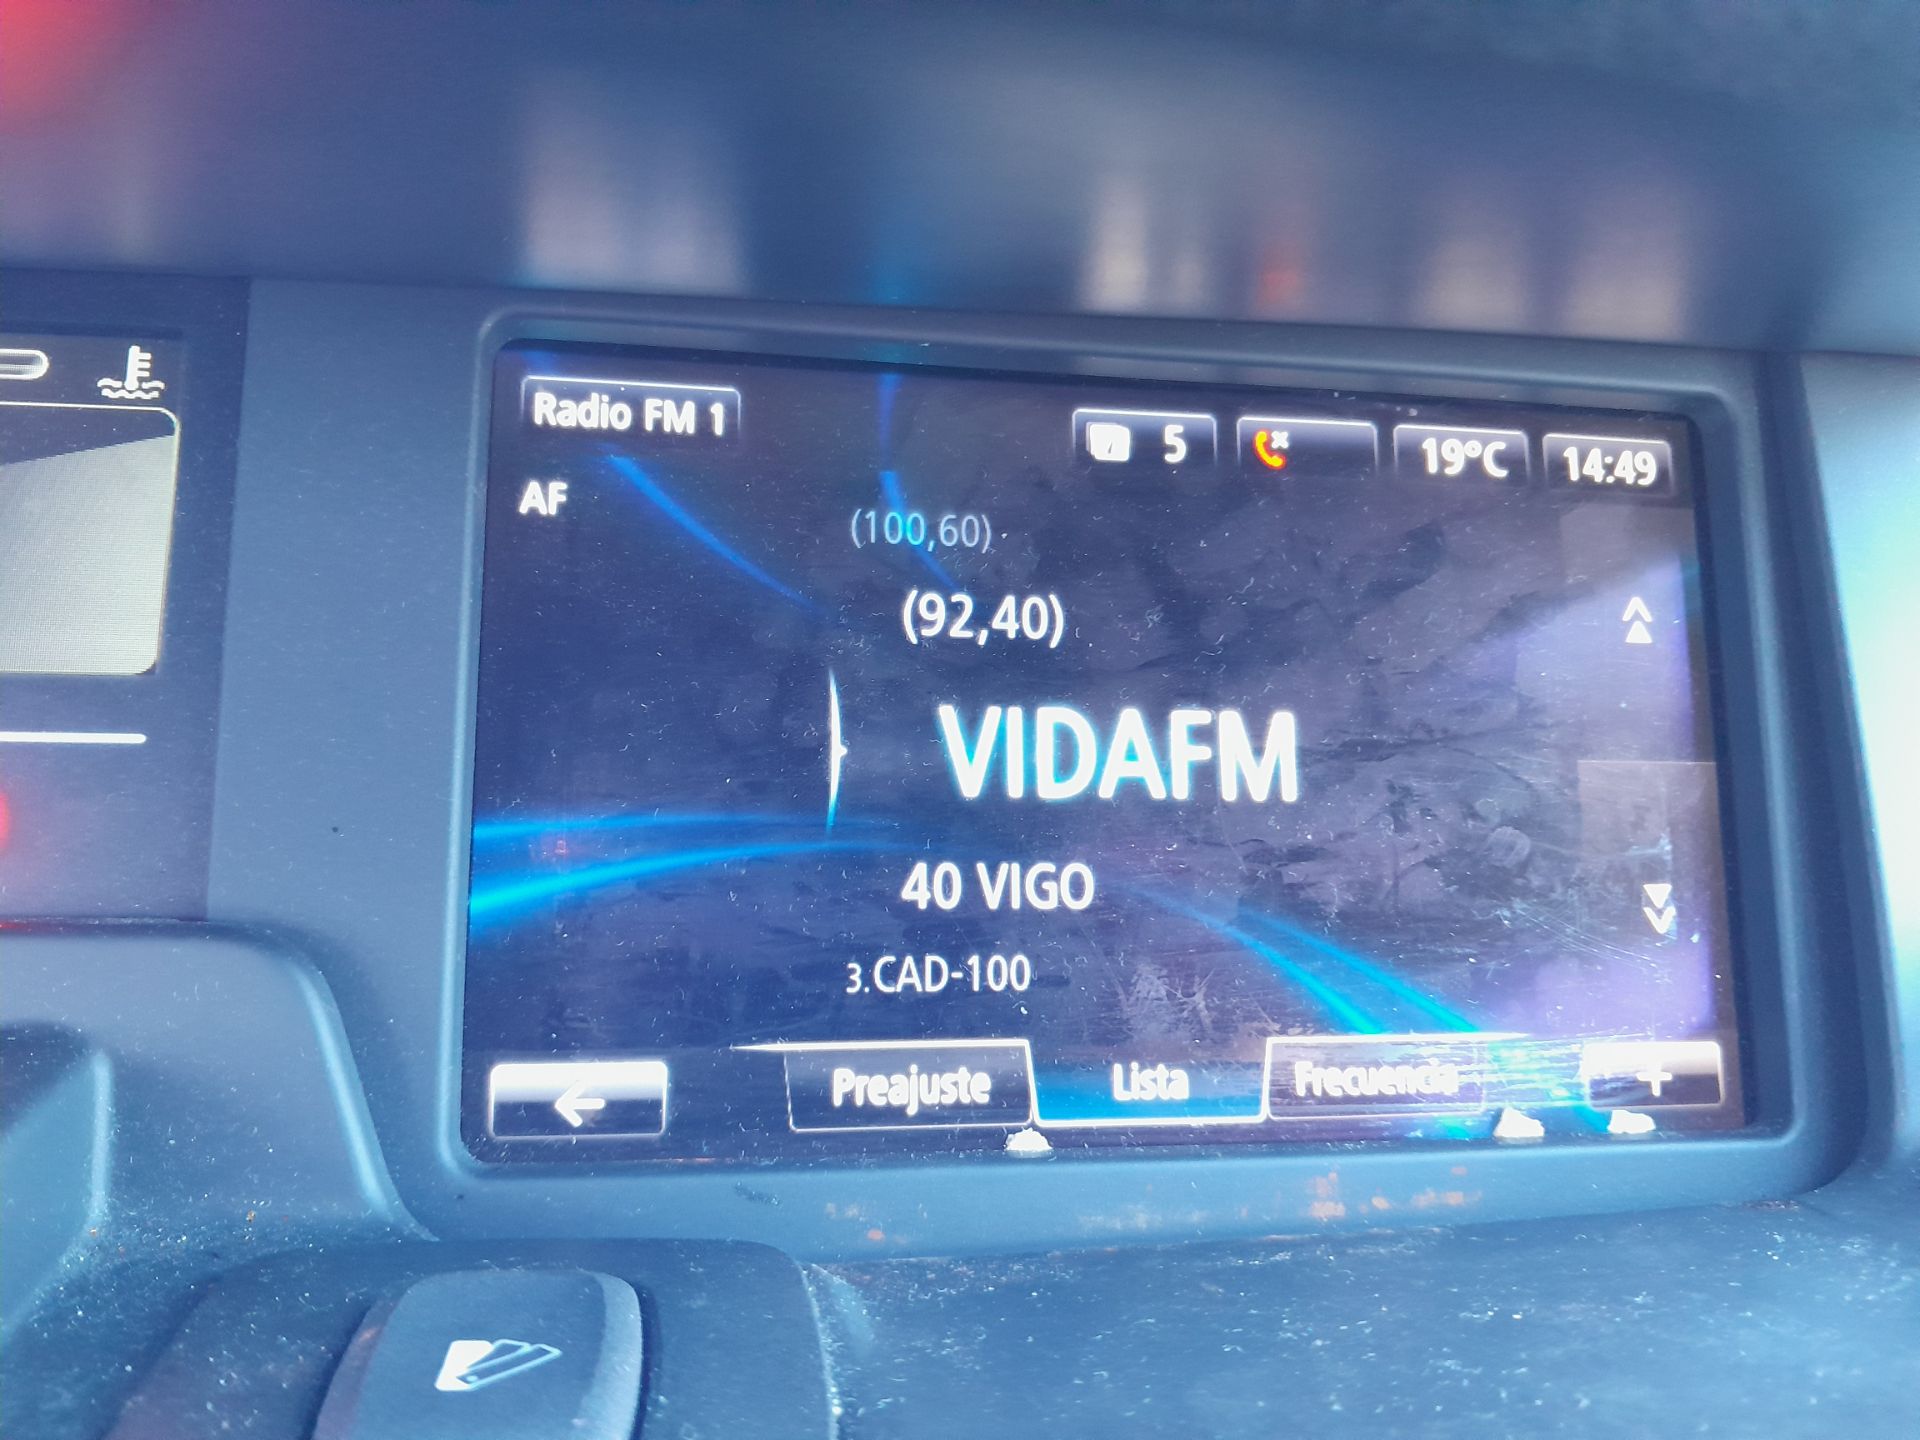 Radio FM 1
5
19°C
14:49
AF
(100,60)
(92,40)
VIDAFM
40 VIGO
3.CAD-100
Preajuste
Lista
Frecuencia
+